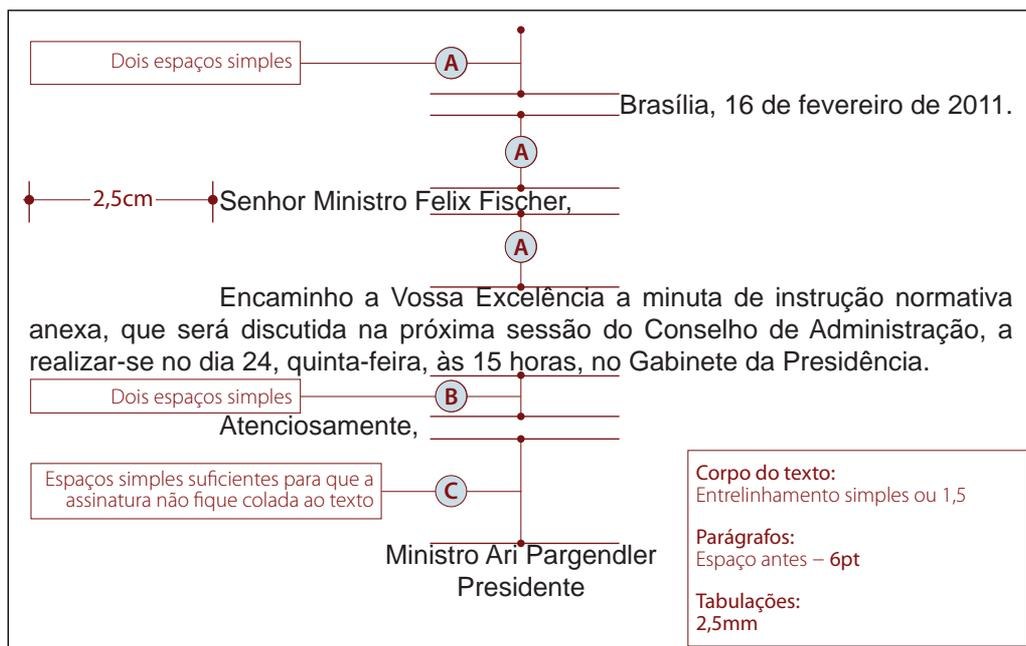 Dois espaços simples
A
Brasília, 16 de fevereiro de 2011.
A
2,5cm
Senhor Ministro Felix Fischer,
A
Encaminho a Vossa Excelência a minuta de instrução normativa
anexa, que será discutida na próxima sessão do Conselho de Administração, a
realizar-se no dia 24, quinta-feira, às 15 horas, no Gabinete da Presidência.
Dois espaços simples
B
Atenciosamente,
Espaços simples suficientes para que a
assinatura não fique colada ao texto
C
Ministro Ari Pargendler
Presidente
Corpo do texto:
Entrelinhamento simples ou 1,5
Parágrafos:
Espaço antes – 6pt
Tabulações:
2,5mm